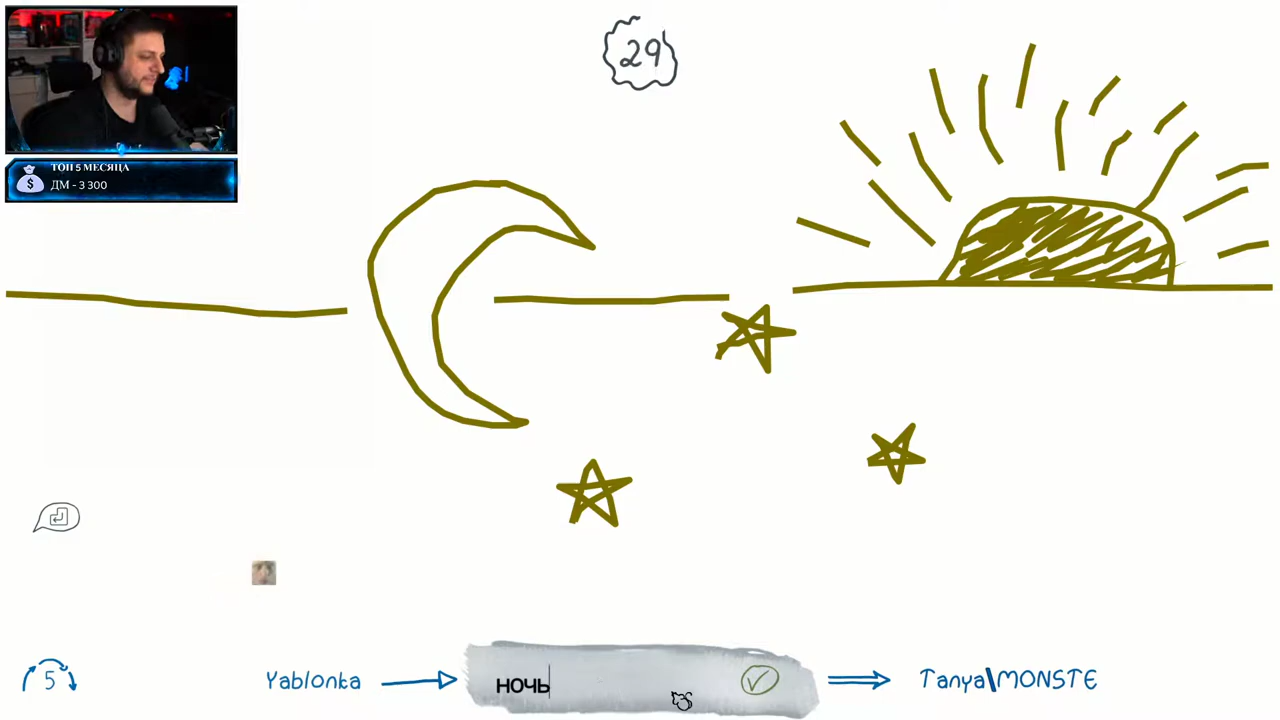 29
ТОП 5 МЕСЯЦА
ДМ - 3 300
5
Yablonka
ночь
Tanya\MONSTE